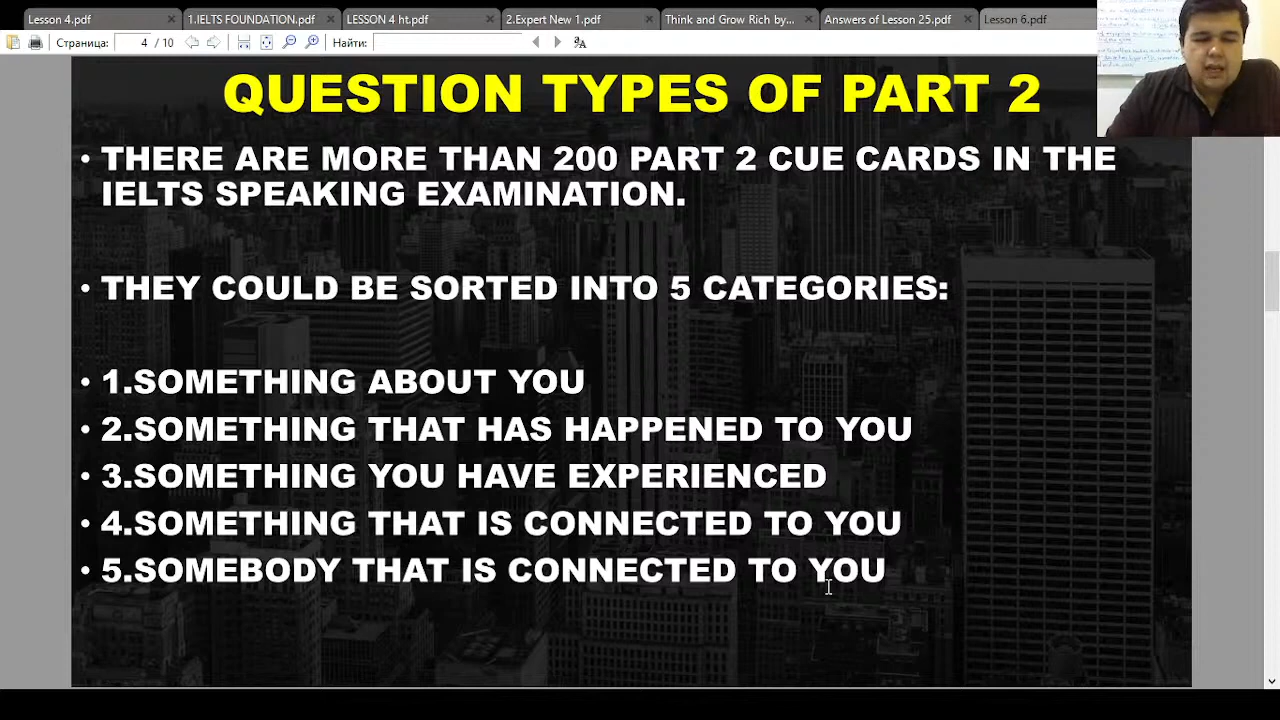 Lesson 4.pdf
1.IELTS FOUNDATION.pdf
LESSON 4 ht.pdf
2.Expert New 1.pdf
Think and Grow Rich by...
Answers of Lesson 25.pdf
Lesson 6.pdf
Страница: 4 / 10
Найти:
QUESTION TYPES OF PART 2
• THERE ARE MORE THAN 200 PART 2 CUE CARDS IN THE
IELTS SPEAKING EXAMINATION.
• THEY COULD BE SORTED INTO 5 CATEGORIES:
• 1.SOMETHING ABOUT YOU
• 2.SOMETHING THAT HAS HAPPENED TO YOU
• 3.SOMETHING YOU HAVE EXPERIENCED
• 4.SOMETHING THAT IS CONNECTED TO YOU
• 5.SOMEBODY THAT IS CONNECTED TO YOU